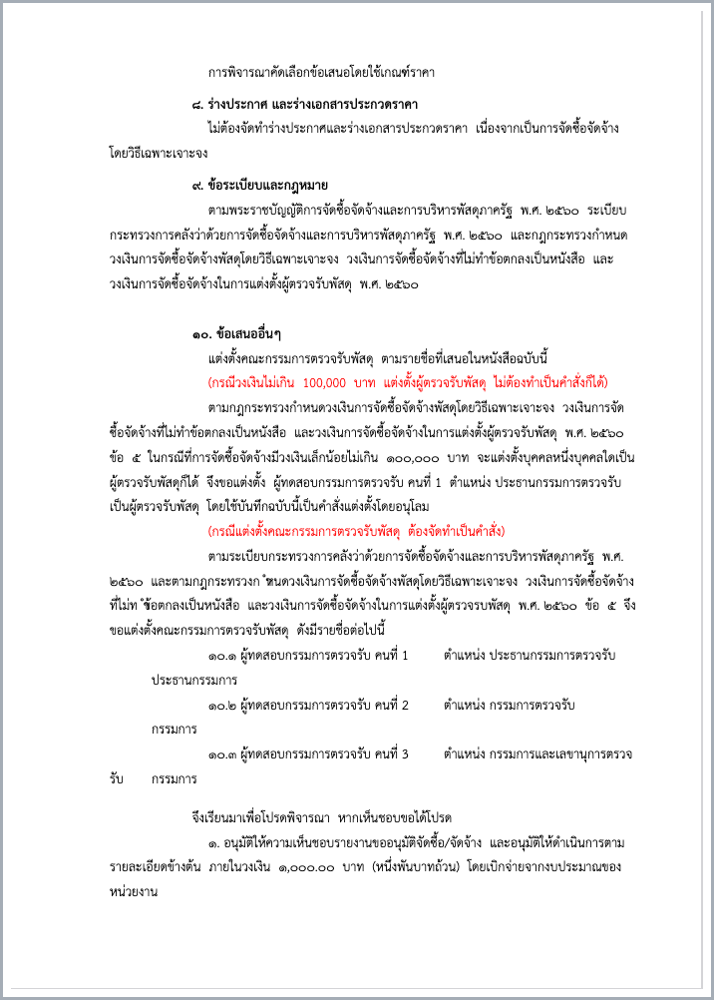 การพิจารณาคัดเลือกข้อเสนอโดยใช้เกณฑ์ราคา
๘. ร่างประกาศ และร่างเอกสารประกวดราคา
ไม่ต้องจัดทำร่างประกาศและร่างเอกสารประกวดราคา เนื่องจากเป็นการจัดซื้อจัดจ้าง
โดยวิธีเฉพาะเจาะจง
๙. ข้อระเบียบและกฎหมาย
ตามพระราชบัญญัติการจัดซื้อจัดจ้างและการบริหารพัสดุภาครัฐ พ.ศ. ๒๕๖๐ ระเบียบ
กระทรวงการคลังว่าด้วยการจัดซื้อจัดจ้างและการบริหารพัสดุภาครัฐ พ.ศ. ๒๕๖๐ และกฎกระทรวงกำหนด
วงเงินการจัดซื้อจัดจ้างพัสดุโดยวิธีเฉพาะเจาะจง วงเงินการจัดซื้อจัดจ้างที่ไม่ทำข้อตกลงเป็นหนังสือ และ
วงเงินการจัดซื้อจัดจ้างในการแต่งตั้งผู้ตรวจรับพัสดุ พ.ศ. ๒๕๖๐
๑๐. ข้อเสนออื่นๆ
แต่งตั้งคณะกรรมการตรวจรับพัสดุ ตามรายชื่อที่เสนอในหนังสือฉบับนี้
(กรณีวงเงินไม่เกิน 100,000 บาท แต่งตั้งผู้ตรวจรับพัสดุ ไม่ต้องทำเป็นคำสั่งก็ได้)
ตามกฎกระทรวงกำหนดวงเงินการจัดซื้อจัดจ้างพัสดุโดยวิธีเฉพาะเจาะจง วงเงินการจัด
ซื้อจัดจ้างที่ไม่ทำข้อตกลงเป็นหนังสือ และวงเงินการจัดซื้อจัดจ้างในการแต่งตั้งผู้ตรวจรับพัสดุ พ.ศ. ๒๕๖๐
ข้อ ๕ ในกรณีที่การจัดซื้อจัดจ้างมีวงเงินเล็กน้อยไม่เกิน ๑๐๐,๐๐๐ บาท จะแต่งตั้งบุคคลหนึ่งบุคคลใดเป็น
ผู้ตรวจรับพัสดุก็ได้ จึงขอแต่งตั้ง ผู้ทดสอบกรรมการตรวจรับ คนที่ 1 ตำแหน่ง ประธานกรรมการตรวจรับ
เป็นผู้ตรวจรับพัสดุ โดยใช้บันทึกฉบับนี้เป็นคำสั่งแต่งตั้งโดยอนุโลม
(กรณีแต่งตั้งคณะกรรมการตรวจรับพัสดุ ต้องจัดทำเป็นคำสั่ง)
ตามระเบียบกระทรวงการคลังว่าด้วยการจัดซื้อจัดจ้างและการบริหารพัสดุภาครัฐ พ.ศ.
๒๕๖๐ และตามกฎกระทรวงก ำหนดวงเงินการจัดซื้อจัดจ้างพัสดุโดยวิธีเฉพาะเจาะจง วงเงินการจัดซื้อจัดจ้าง
ที่ไม่ท ำข้อตกลงเป็นหนังสือ และวงเงินการจัดซื้อจัดจ้างในการแต่งตั้งผู้ตรวจรบพัสดุ พ.ศ. ๒๕๖๐ ข้อ ๕ จึง
ขอแต่งตั้งคณะกรรมการตรวจรับพัสดุ ดังมีรายชื่อต่อไปนี้
๑๐.๑ ผู้ทดสอบกรรมการตรวจรับ คนที่ 1 ตำแหน่ง ประธานกรรมการตรวจรับ
ประธานกรรมการ
๑๐.๒ ผู้ทดสอบกรรมการตรวจรับ คนที่ 2 ตำแหน่ง กรรมการตรวจรับ
กรรมการ
๑๐.๓ ผู้ทดสอบกรรมการตรวจรับ คนที่ 3 ตำแหน่ง กรรมการและเลขานุการตรวจ
รับ กรรมการ
จึงเรียนมาเพื่อโปรดพิจารณา หากเห็นชอบขอได้โปรด
๑. อนุมัติให้ความเห็นชอบรายงานขออนุมัติจัดซื้อ/จัดจ้าง และอนุมัติให้ดำเนินการตาม
รายละเอียดข้างต้น ภายในวงเงิน ๑,๐๐๐.๐๐ บาท (หนึ่งพันบาทถ้วน) โดยเบิกจ่ายจากงบประมาณของ
หน่วยงาน